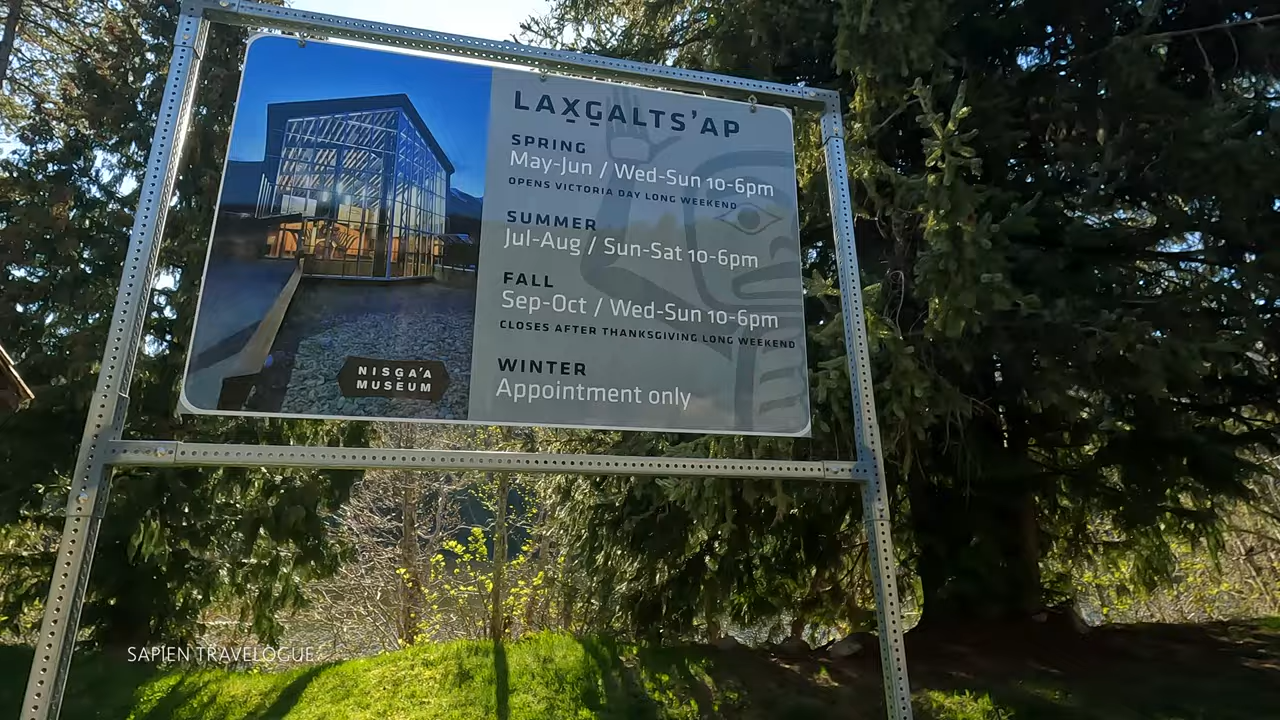 LAX̱G̱ALTS'AP
SPRING
May-Jun / Wed-Sun 10-6pm
OPENS VICTORIA DAY LONG WEEKEND
SUMMER
Jul-Aug / Sun-Sat 10-6pm
FALL
Sep-Oct / Wed-Sun 10-6pm
CLOSES AFTER THANKSGIVING LONG WEEKEND
WINTER
Appointment only
NISG̱A'A
MUSEUM
SAPIEN TRAVELOGUE